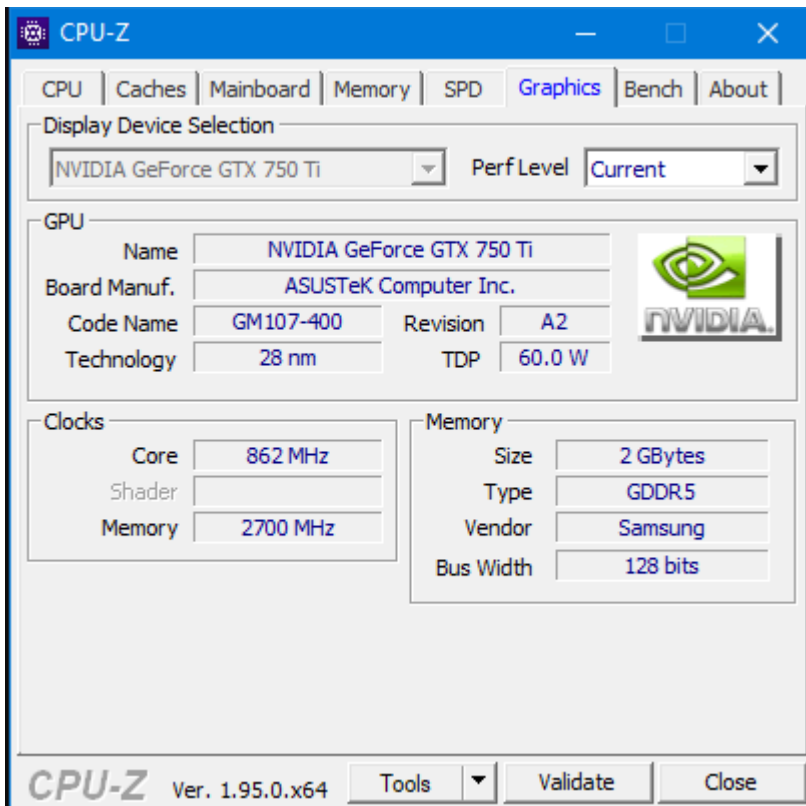 CPU-Z
CPU Caches Mainboard Memory SPD Graphics Bench About
Display Device Selection
NVIDIA GeForce GTX 750 Ti Perf Level Current
GPU
Name NVIDIA GeForce GTX 750 Ti
Board Manuf. ASUSTeK Computer Inc.
Code Name GM107-400 Revision A2
Technology 28 nm TDP 60.0 W
NVIDIA.
Clocks
Core 862 MHz
Shader
Memory 2700 MHz
Memory
Size 2 GBytes
Type GDDR5
Vendor Samsung
Bus Width 128 bits
CPU-Z Ver. 1.95.0.x64 Tools Validate Close